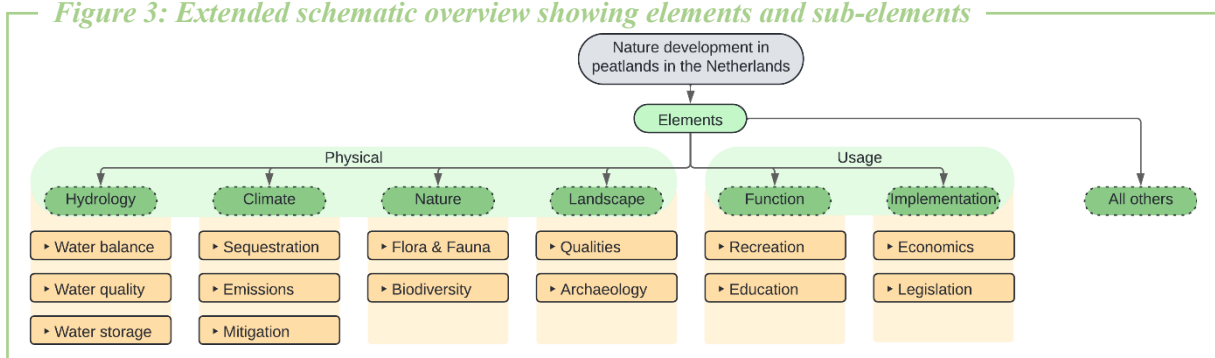 Figure 3: Extended schematic overview showing elements and sub-elements
Nature development in
peatlands in the Netherlands
Elements
Physical
Usage
Hydrology
Climate
Nature
Landscape
Function
Implementation
All others
Water balance
Sequestration
Flora & Fauna
Qualities
Recreation
Economics
Water quality
Emissions
Biodiversity
Archaeology
Education
Legislation
Water storage
Mitigation